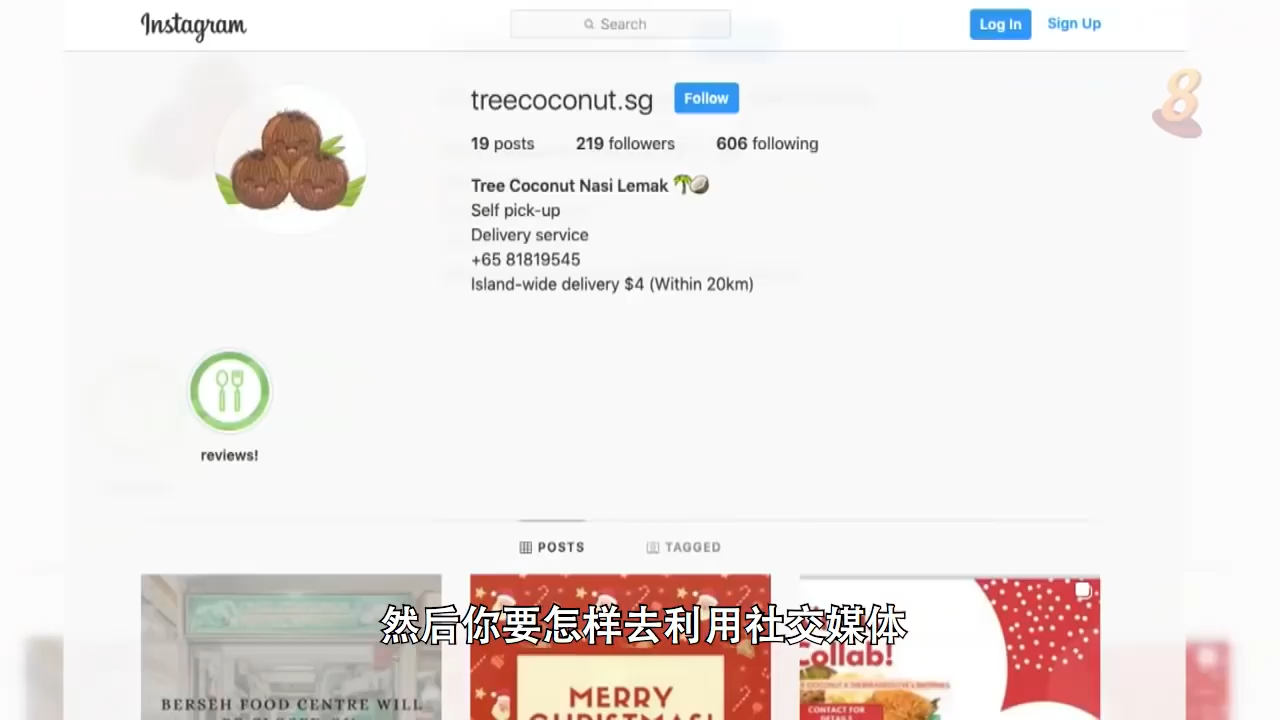 Instagram
Search
Log In
Sign Up
8
treecoconut.sg
Follow
19 posts
219 followers
606 following
Tree Coconut Nasi Lemak
Self pick-up
Delivery service
+65 81819545
Island-wide delivery $4 (Within 20km)
reviews!
POSTS
TAGGED
然后你要怎样去利用社交媒体
Collab!
BERSEH FOOD CENTRE WILL
MERRY
CHRISTMAS!
CONTACT FOR
DETAILS